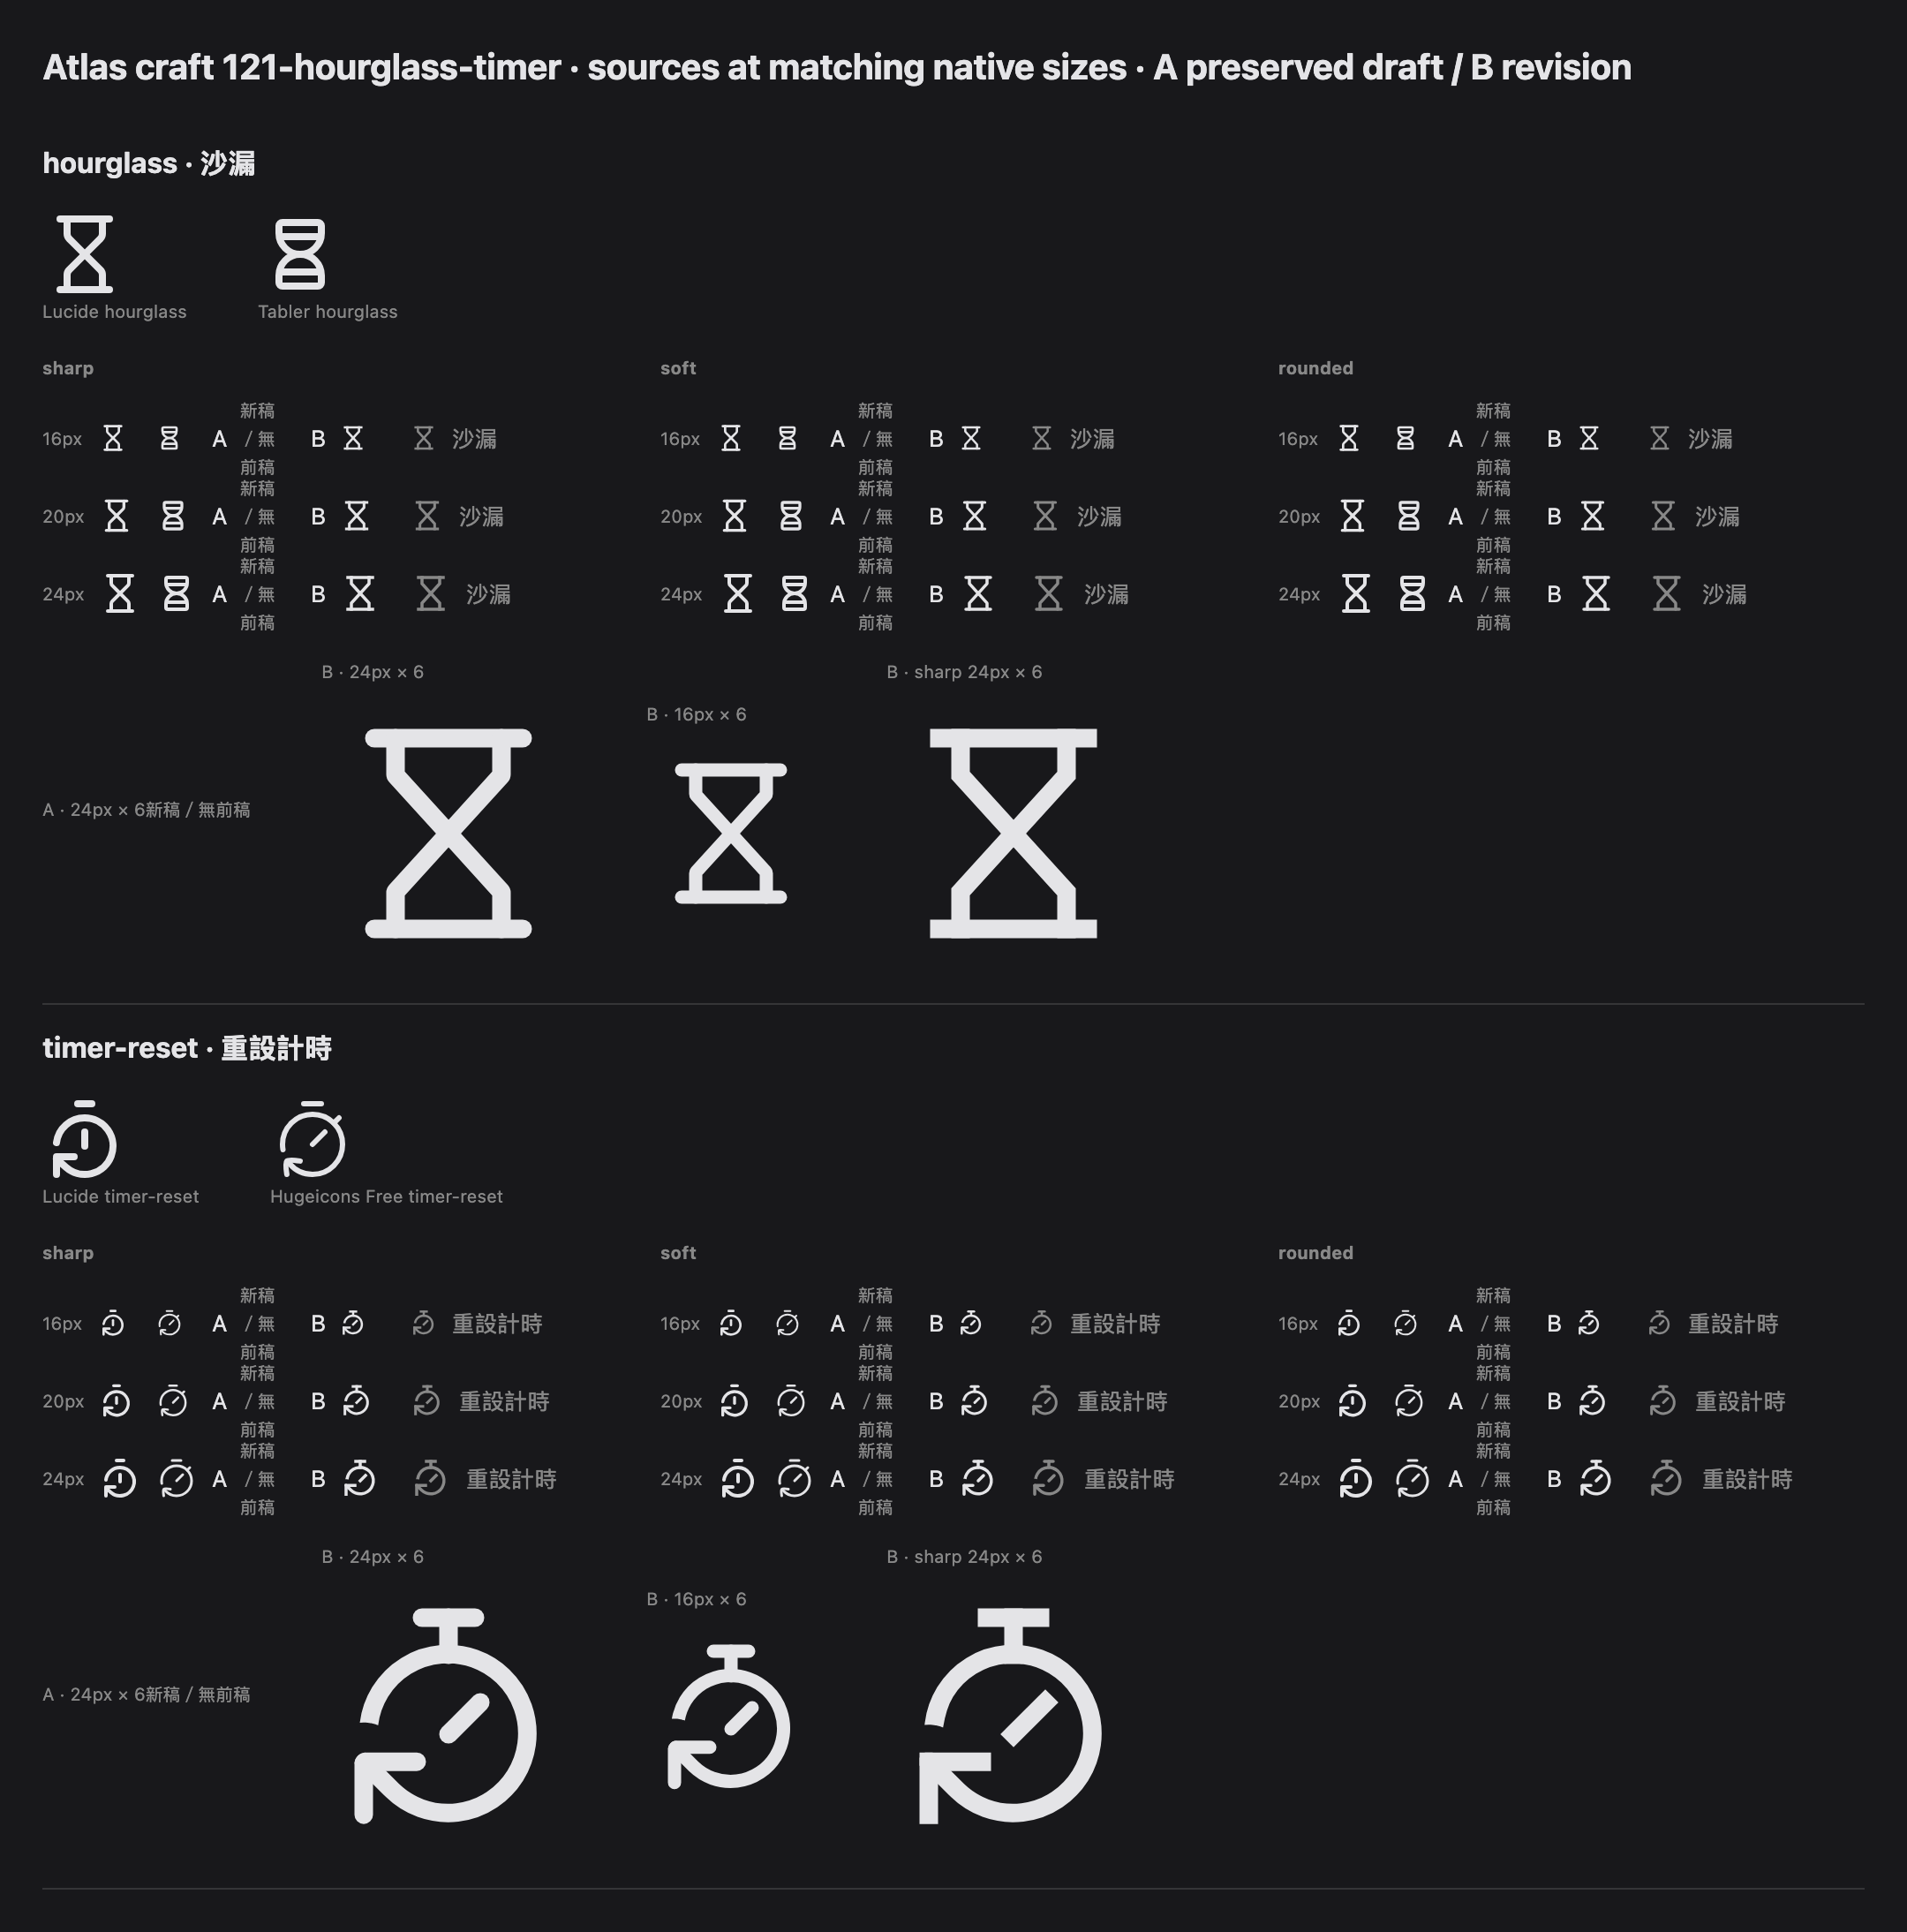 Atlas craft 121-hourglass-timer · sources at matching native sizes · A preserved draft / B revision
hourglass · 沙漏
Lucide hourglass
Tabler hourglass
sharp
16px A 新稿 / 無前稿 B 沙漏
20px A 新稿 / 無前稿 B 沙漏
24px A 新稿 / 無前稿 B 沙漏
soft
16px A 新稿 / 無前稿 B 沙漏
20px A 新稿 / 無前稿 B 沙漏
24px A 新稿 / 無前稿 B 沙漏
rounded
16px A 新稿 / 無前稿 B 沙漏
20px A 新稿 / 無前稿 B 沙漏
24px A 新稿 / 無前稿 B 沙漏
A · 24px × 6新稿 / 無前稿
B · 24px × 6
B · 16px × 6
B · sharp 24px × 6
timer-reset · 重設計時
Lucide timer-reset
Hugeicons Free timer-reset
sharp
16px A 新稿 / 無前稿 B 重設計時
20px A 新稿 / 無前稿 B 重設計時
24px A 新稿 / 無前稿 B 重設計時
soft
16px A 新稿 / 無前稿 B 重設計時
20px A 新稿 / 無前稿 B 重設計時
24px A 新稿 / 無前稿 B 重設計時
rounded
16px A 新稿 / 無前稿 B 重設計時
20px A 新稿 / 無前稿 B 重設計時
24px A 新稿 / 無前稿 B 重設計時
A · 24px × 6新稿 / 無前稿
B · 24px × 6
B · 16px × 6
B · sharp 24px × 6